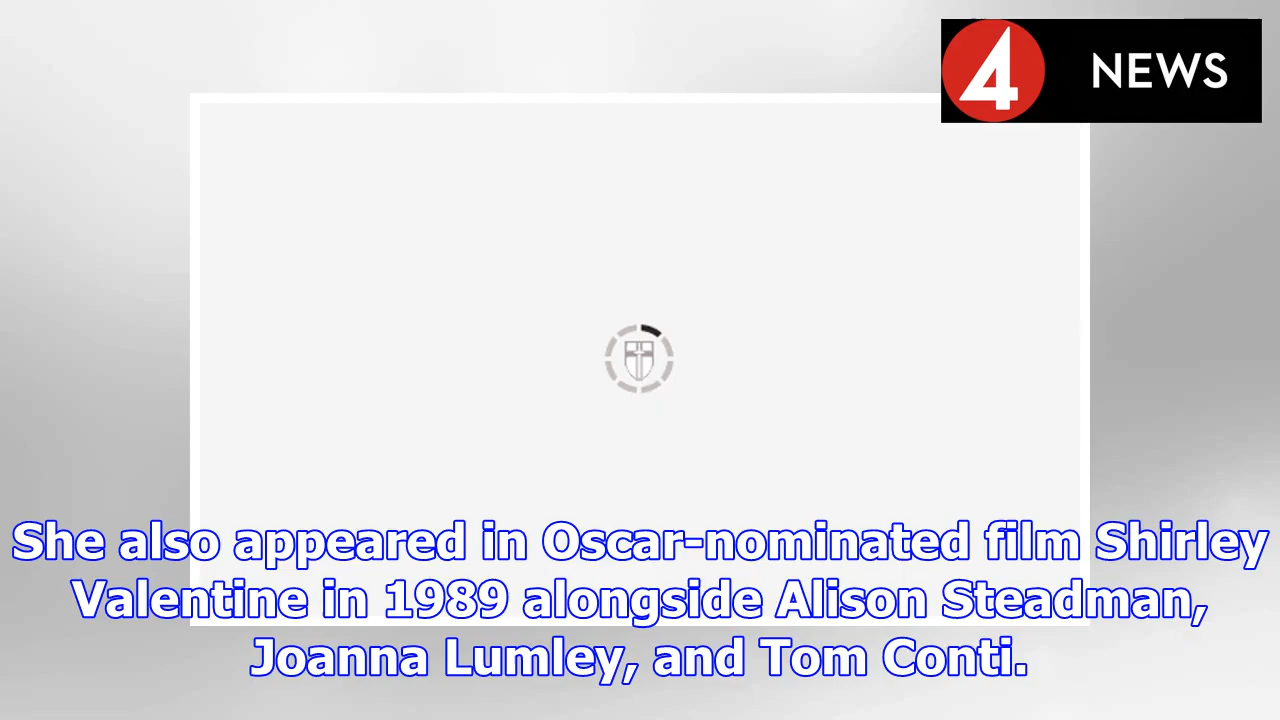 4 NEWS
She also appeared in Oscar-nominated film Shirley
Valentine in 1989 alongside Alison Steadman,
Joanna Lumley, and Tom Conti.